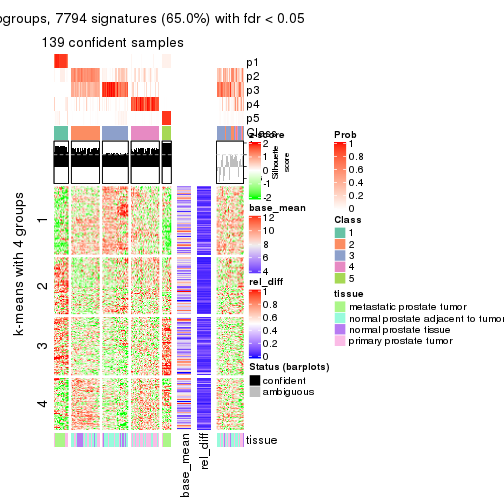 ogroups, 7794 signatures (65.0%) with fdr < 0.05
139 confident samples
p1
p2
p3
p4
p5
Class
z-score
2
1
0
-1
-2
Silhouette
score
Prob
1
0.8
0.6
0.4
0.2
0
base_mean
12
10
8
6
4
Class
1
2
3
4
5
rel_diff
1
0.8
0.6
0.4
0.2
0
tissue
metastatic prostate tumor
normal prostate adjacent to tumor
normal prostate tissue
primary prostate tumor
Status (barplots)
confident
ambiguous
k-means with 4 groups
1
2
3
4
tissue
base_mean
rel_diff